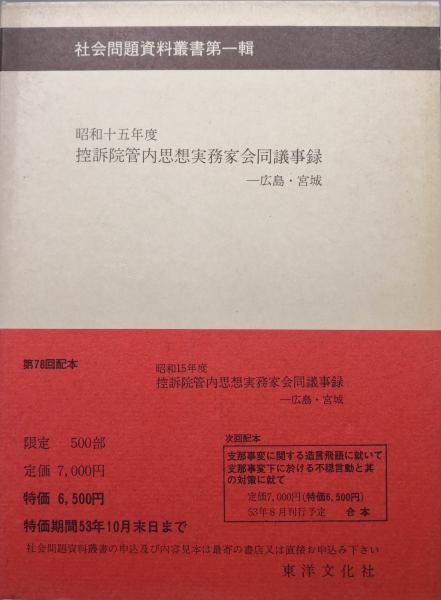 社会問題資料叢書第一輯
昭和十五年度
控訴院管内思想実務家会同議事録
—広島・宮城
第78回配本
昭和15年度
控訴院管内思想実務家会同議事録
—広島・宮城
限定 500部
定価 7,000円
特価 6,500円
特価期間53年10月末日まで
次回配本
支那事変に関する造言飛語に就いて
支那事変下に於ける不穏言動と其
の対策に就て
定価7,000円(特価6,500円)
53年8月刊行予定 合本
社会問題資料叢書の申込及び内容見本は最寄の書店又は直接お申込み下さい
東洋文化社